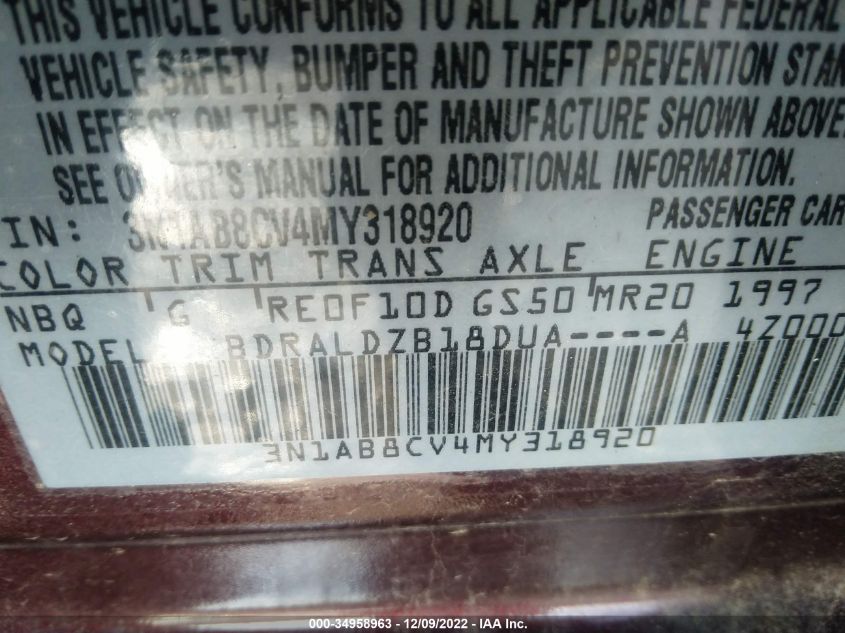 THIS VEHICLE CONFORMS TO ALL APPLICABLE FEDERAL
VEHICLE SAFETY, BUMPER AND THEFT PREVENTION STAN
IN EFFECT ON THE DATE OF MANUFACTURE SHOWN ABOVE
SEE OWNER'S MANUAL FOR ADDITIONAL INFORMATION.
IN: 3N1AB8CV4MY318920 PASSENGER CAR
COLOR TRIM TRANS AXLE ENGINE
NBQ G RE0F10D GS50 MR20 1997
MODEL BDRALDZB18DUA----A 4Z000
3N1AB8CV4MY318920
000-34958963 - 12/09/2022 - IAAI.com